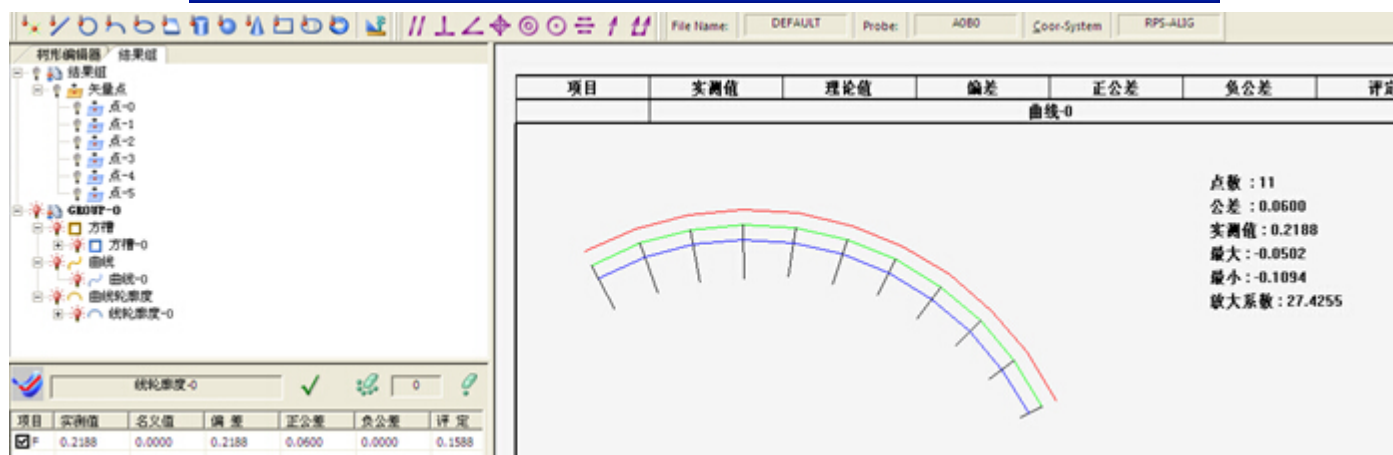 File Name: DEFAULT Probe: A0B0 Coor-System RPS-ALIG
树形编辑器 结果组
结果组
矢量点
点-0
点-1
点-2
点-3
点-4
点-5
GROUP-0
方槽
方槽-0
曲线
曲线-0
曲线轮廓度
线轮廓度-0
线轮廓度-0 0
项目 实测值 名义值 偏 差 正公差 负公差 评 定
F 0.2188 0.0000 0.2188 0.0600 0.0000 0.1588
项目 实测值 理论值 偏差 正公差 负公差 评定
曲线-0
点数 :11
公差 :0.0600
实测值 :0.2188
最大 :-0.0502
最小 :-0.1094
放大系数 :27.4255